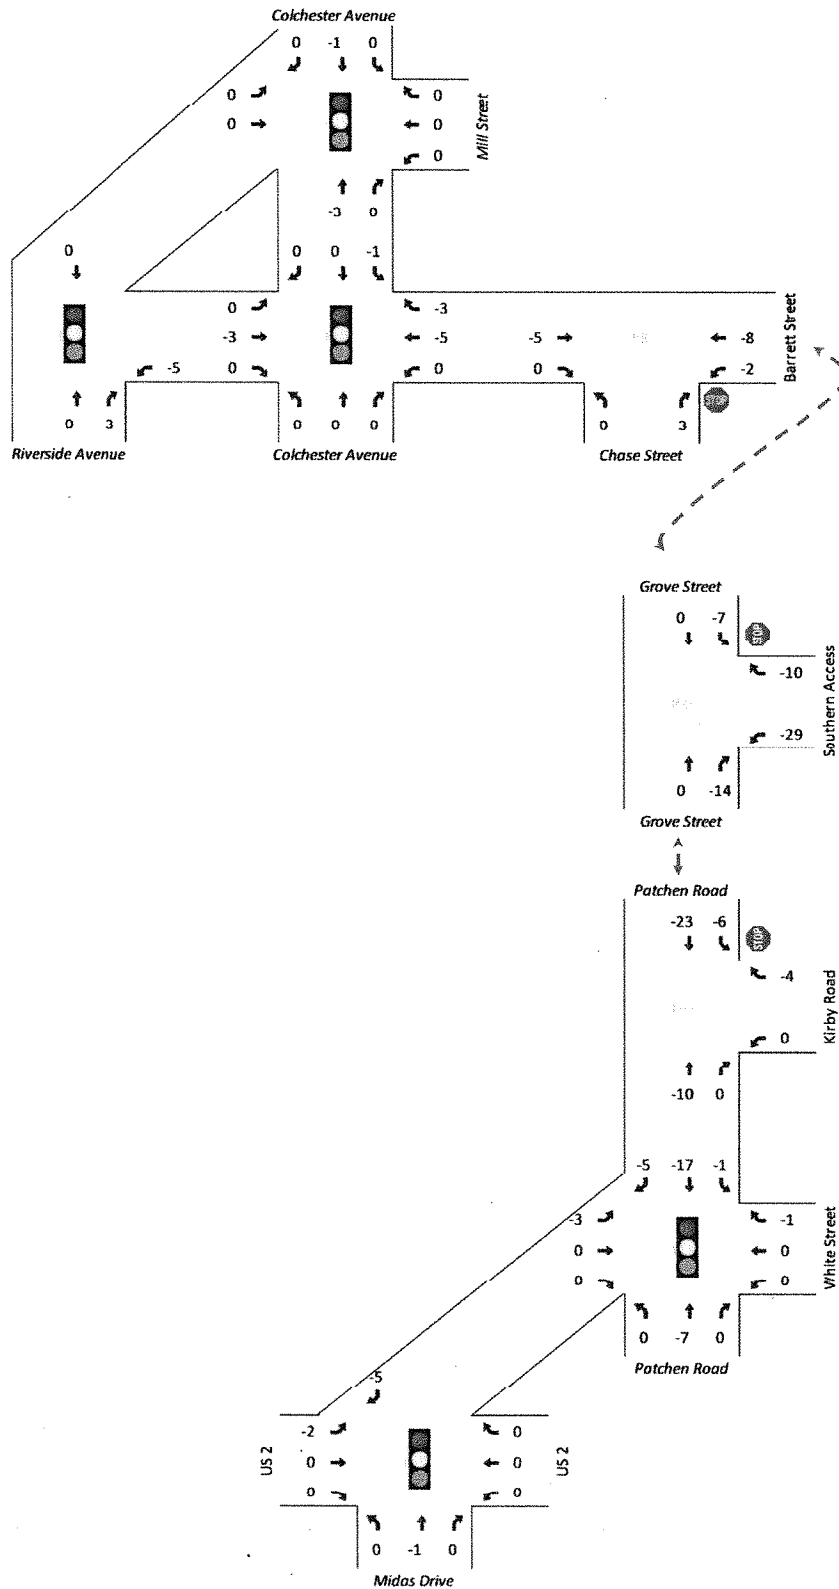 Colchester Avenue
0 -1 0
0 0
0 0
Mill Street
0
-3 0
0 0 -1
0
0 -3
-3 -5 -5 -8
Barrett Street
-5 0 0 0 -2
0 3 0 0 0 0 3
Riverside Avenue Colchester Avenue Chase Street
Grove Street
0 -7
STOP
-10
Southern Access
-29
0 -14
Grove Street
Patchen Road
-23 -6
STOP
-4
Kirby Road
0
-10 0
-5 -17 -1
-3 -1
0 0
White Street
0 0
0 -7 0
Patchen Road
-5
-2 0
US 2 0 0 US 2
0 0
0 -1 0
Midas Drive